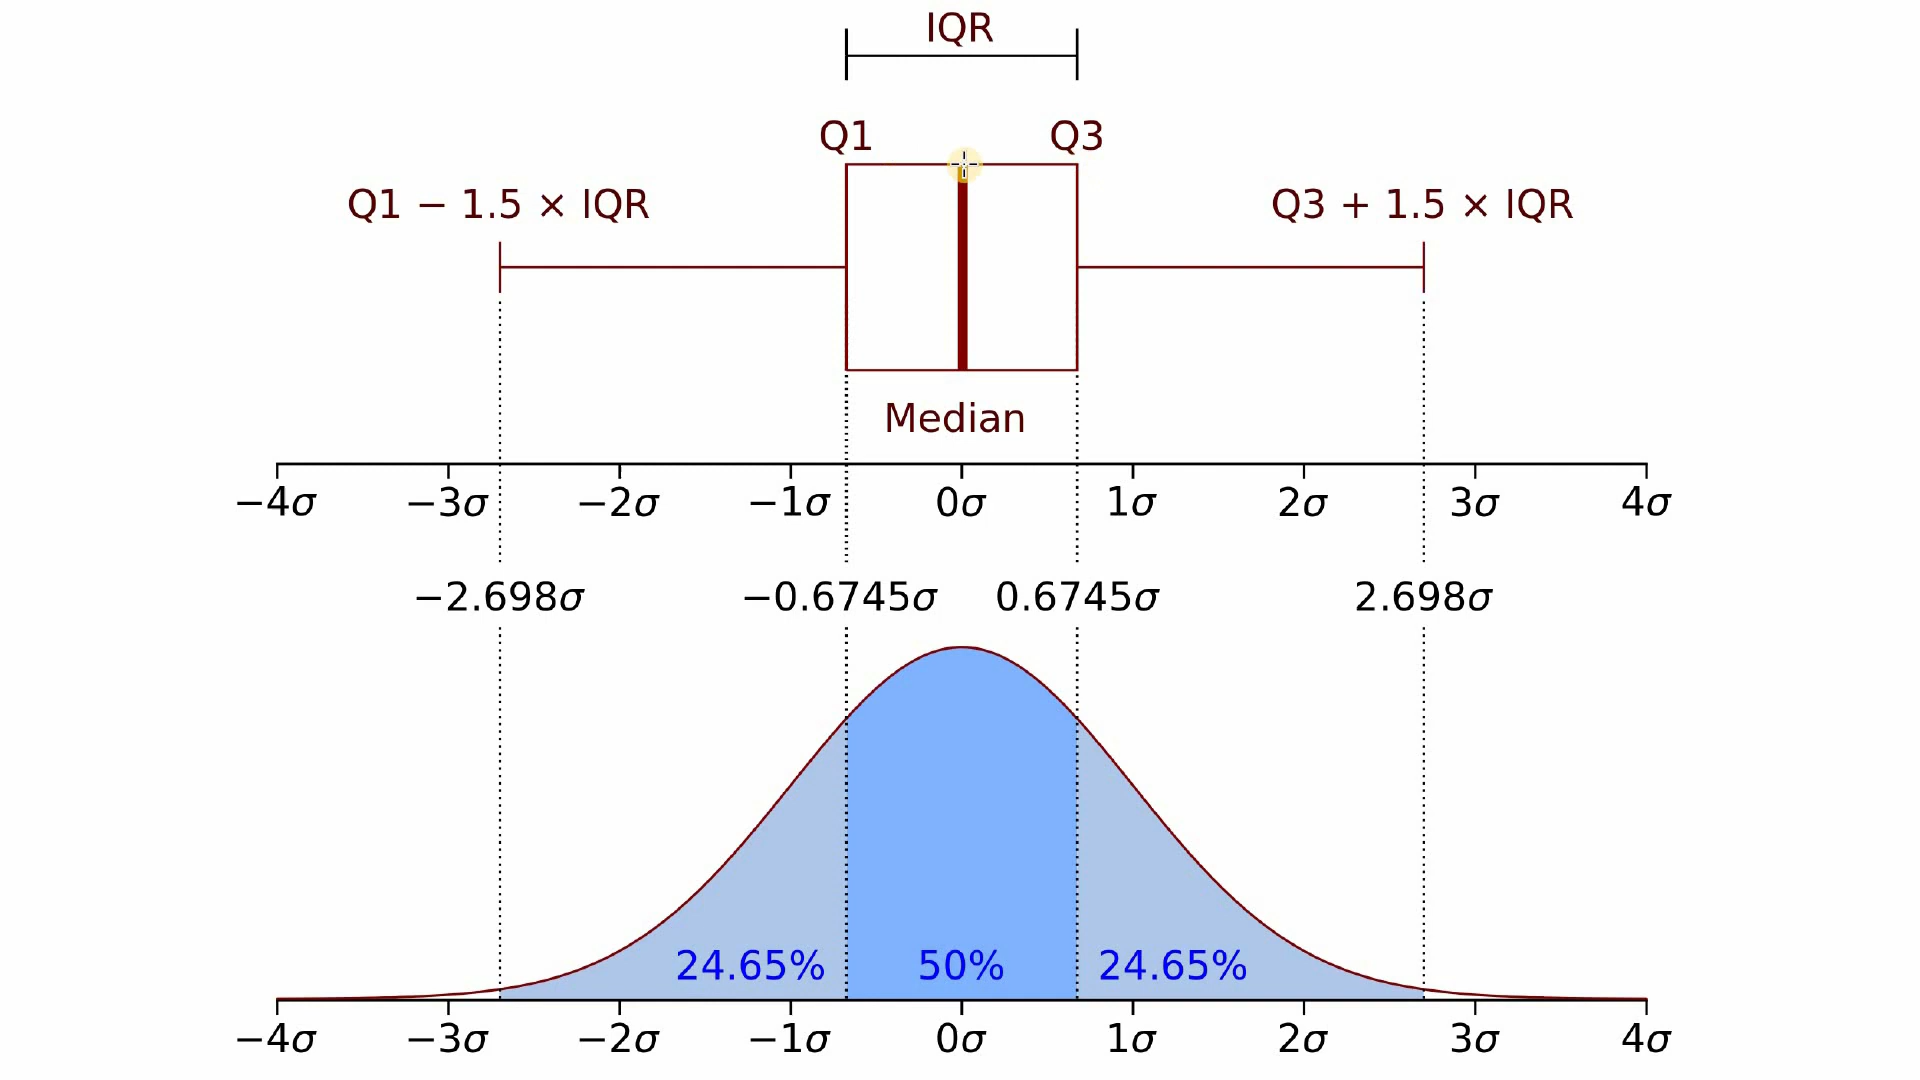 IQR
Q1 Q3
Q1 − 1.5 × IQR Q3 + 1.5 × IQR
Median
−4σ −3σ −2σ −1σ 0σ 1σ 2σ 3σ 4σ
−2.698σ −0.6745σ 0.6745σ 2.698σ
24.65% 50% 24.65%
−4σ −3σ −2σ −1σ 0σ 1σ 2σ 3σ 4σ